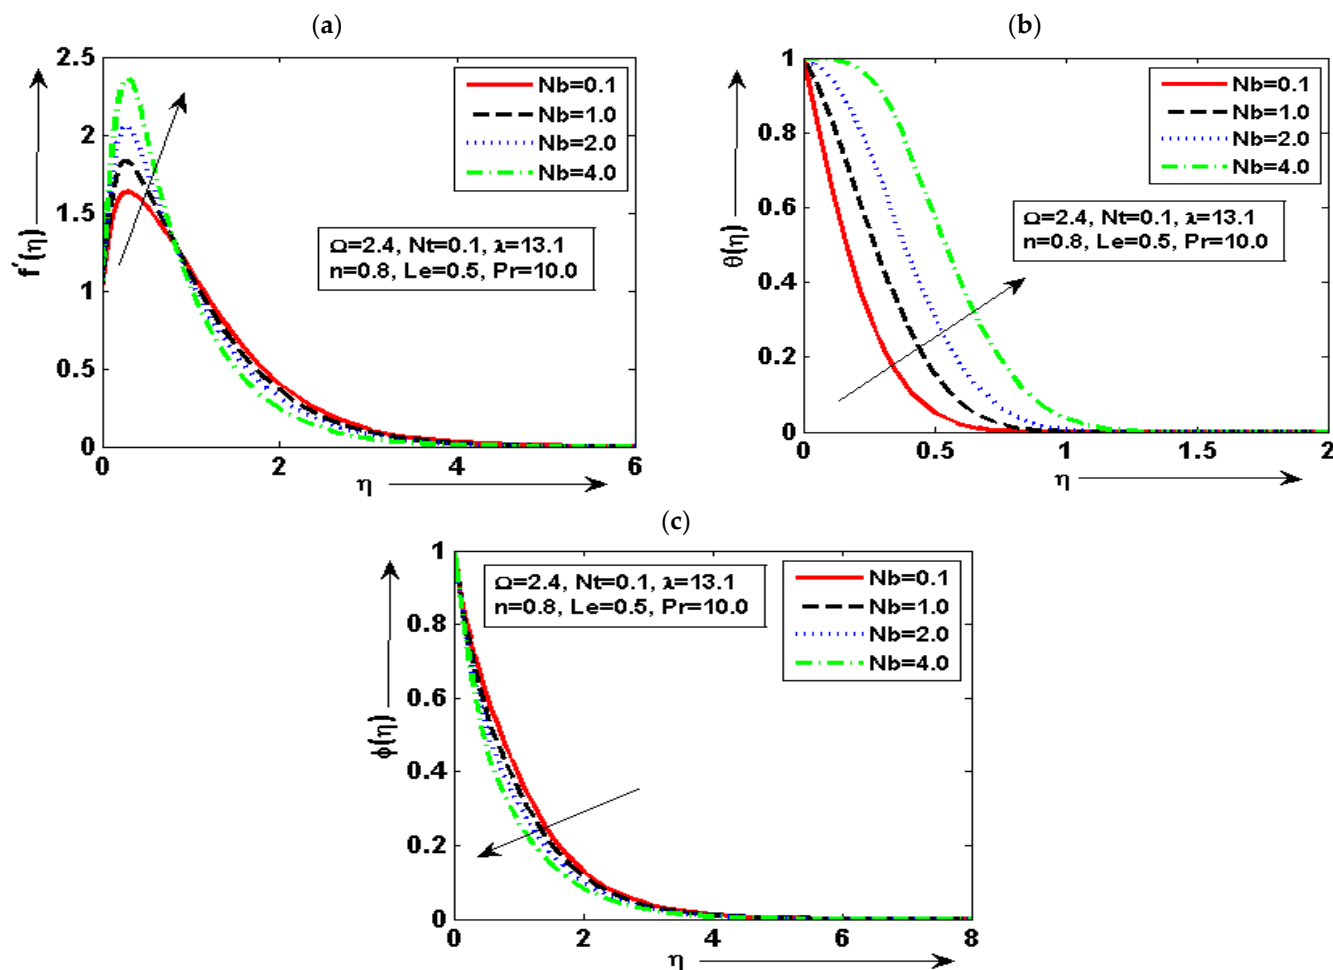 (a)
f'(η)
2.5
2
1.5
1
0.5
0
Nb=0.1
Nb=1.0
Nb=2.0
Nb=4.0
Ω=2.4, Nt=0.1, λ=13.1
n=0.8, Le=0.5, Pr=10.0
0 2 4 6
η
(b)
θ(η)
1
0.8
0.6
0.4
0.2
0
Nb=0.1
Nb=1.0
Nb=2.0
Nb=4.0
Ω=2.4, Nt=0.1, λ=13.1
n=0.8, Le=0.5, Pr=10.0
0 0.5 1 1.5 2
η
(c)
ϕ(η)
1
0.8
0.6
0.4
0.2
0
Ω=2.4, Nt=0.1, λ=13.1
n=0.8, Le=0.5, Pr=10.0
Nb=0.1
Nb=1.0
Nb=2.0
Nb=4.0
0 2 4 6 8
η